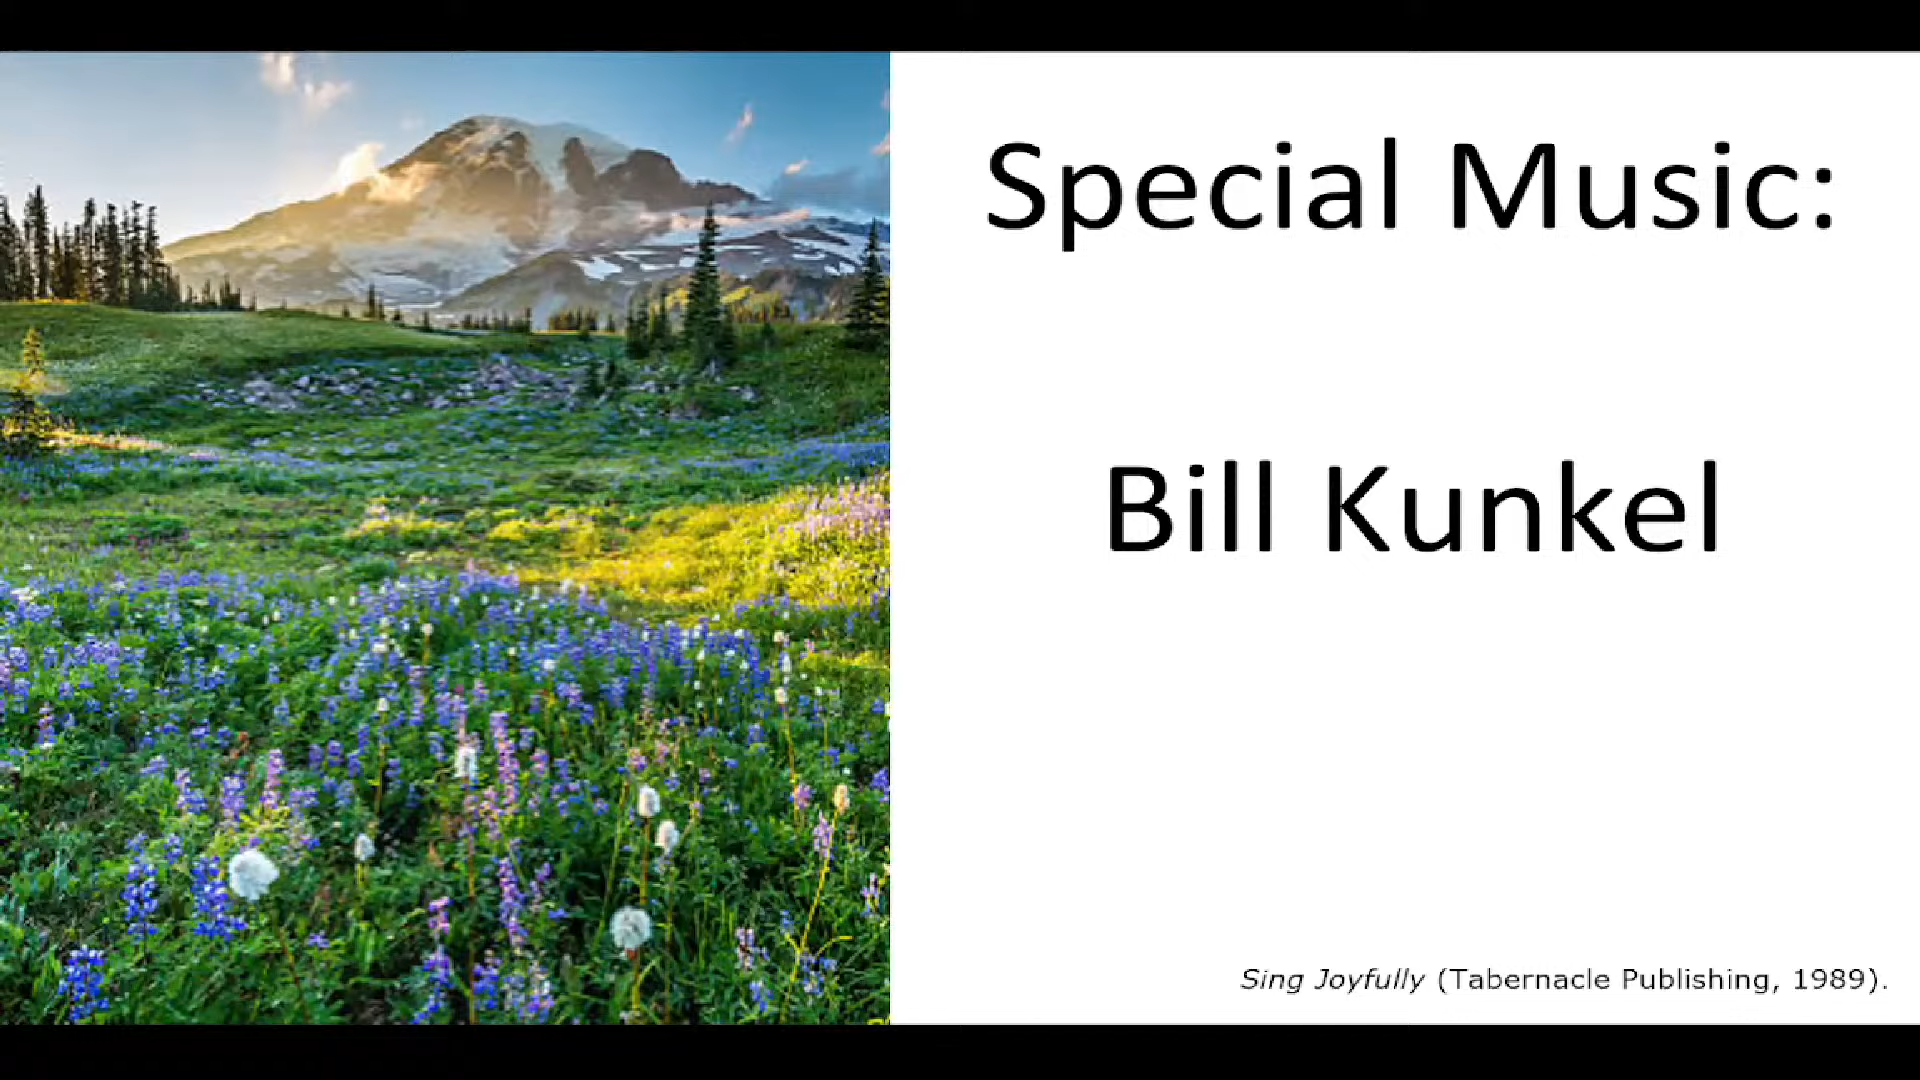 Special Music:
Bill Kunkel
Sing Joyfully (Tabernacle Publishing, 1989).